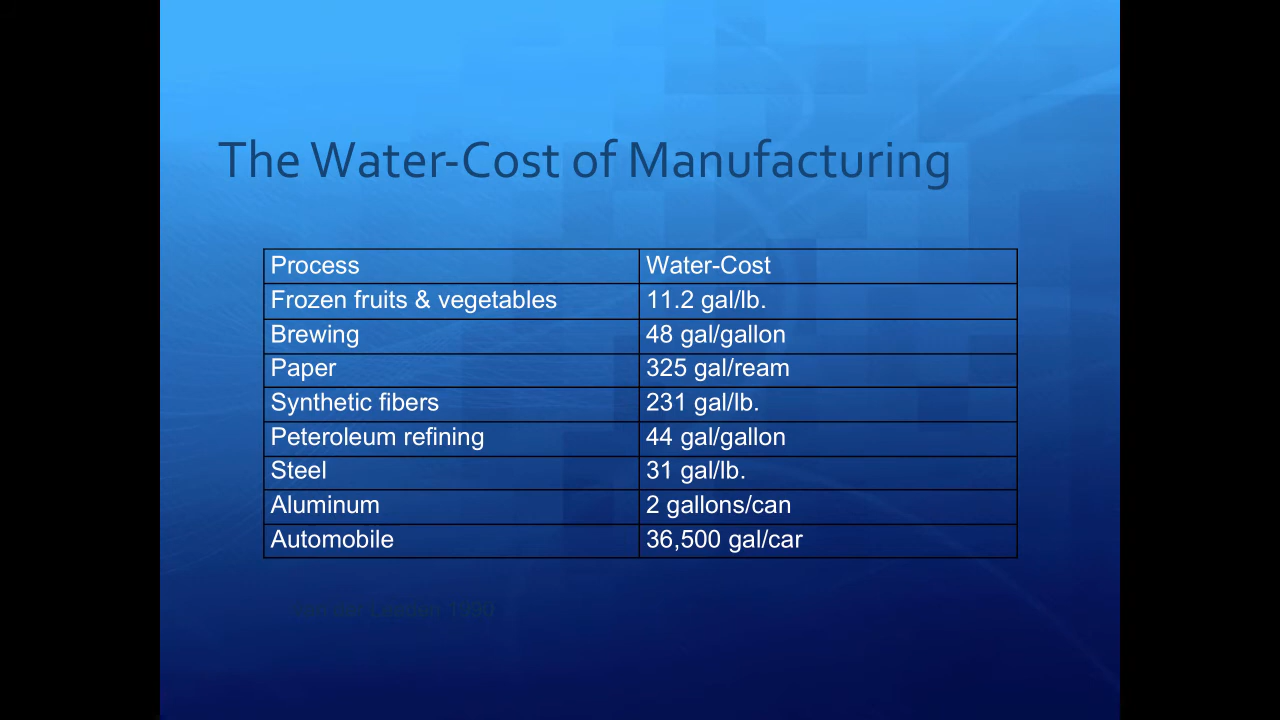 The Water-Cost of Manufacturing
Process Water-Cost
Frozen fruits & vegetables 11.2 gal/lb.
Brewing 48 gal/gallon
Paper 325 gal/ream
Synthetic fibers 231 gal/lb.
Peteroleum refining 44 gal/gallon
Steel 31 gal/lb.
Aluminum 2 gallons/can
Automobile 36,500 gal/car
1990